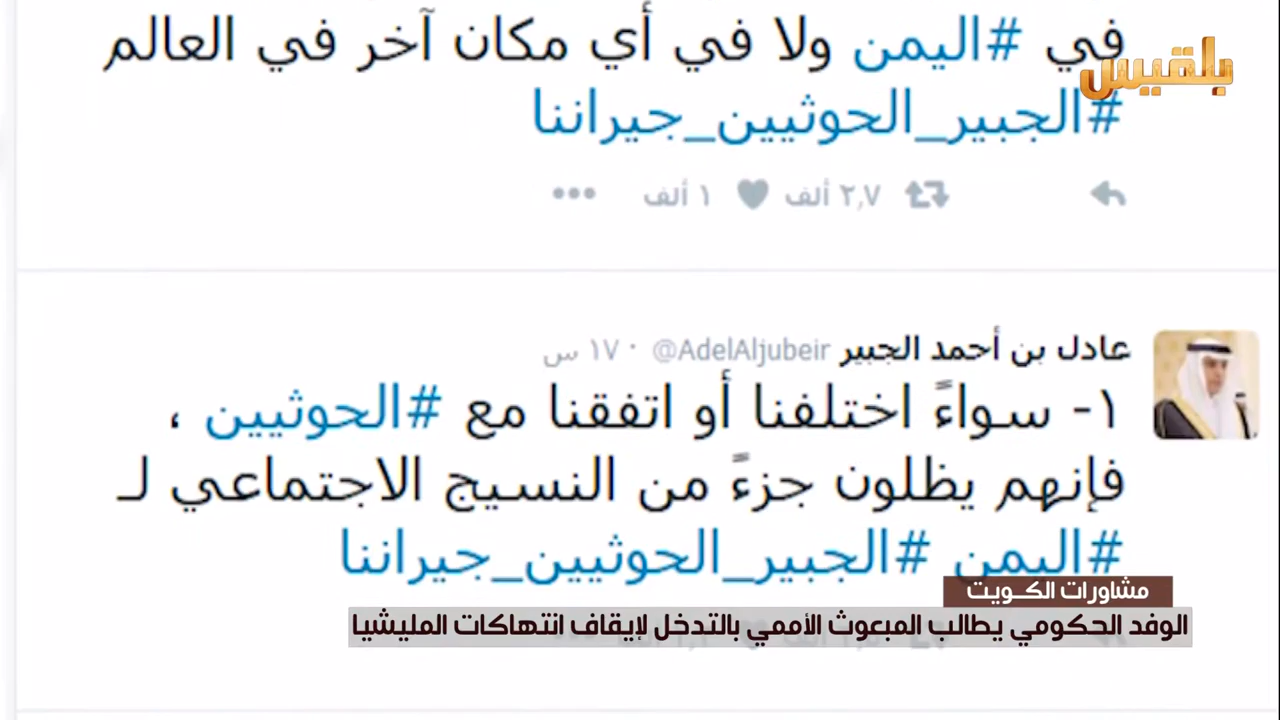 في #اليمن ولا في أي مكان آخر في العالم
بلقيس
#الجبير_الحوثيين_جيراننا
٢,٧ ألف ١ ألف
عادل بن أحمد الجبير @AdelAljubeir · ١٧ س
١- سواءً اختلفنا أو اتفقنا مع #الحوثيين ،
فإنهم يظلون جزءً من النسيج الاجتماعي لـ
#اليمن #الجبير_الحوثيين_جيراننا
مشاورات الكويت
الوفد الحكومي يطالب المبعوث الأممي بالتدخل لإيقاف انتهاكات المليشيا